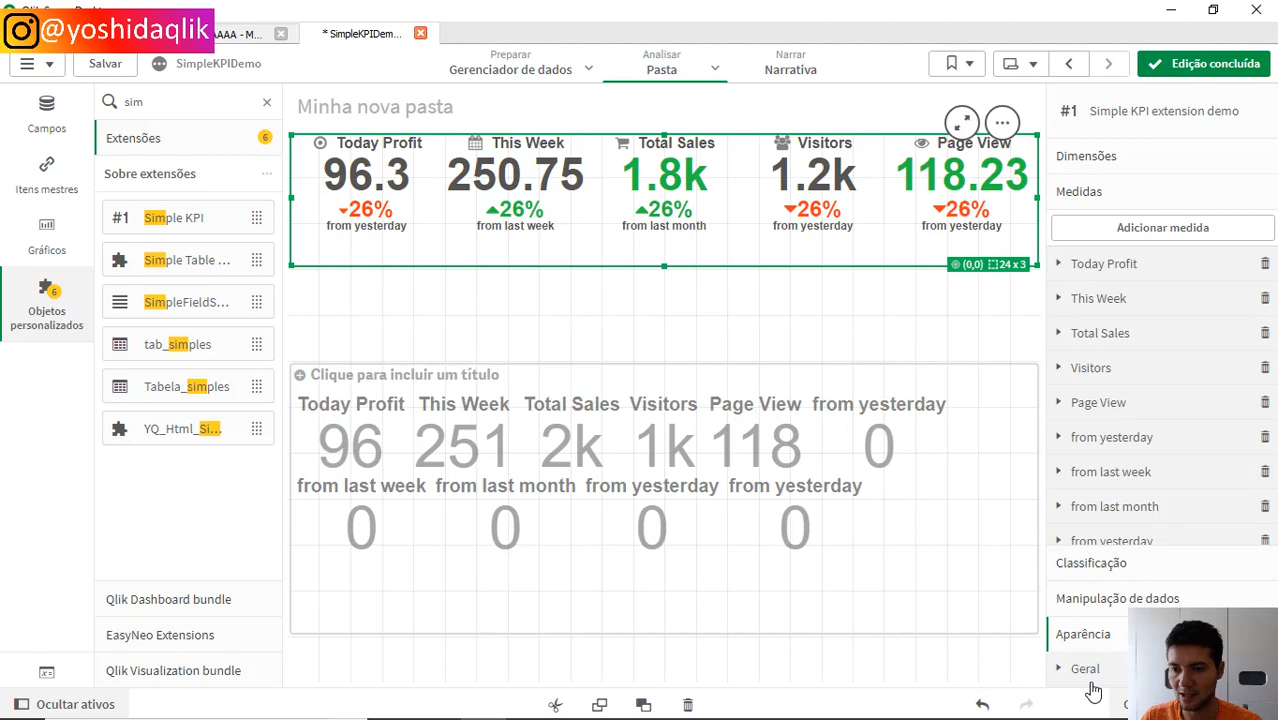 @yoshidaqlik
AAAA - M...
* SimpleKPIDem...
Salvar
SimpleKPIDemo
Preparar
Gerenciador de dados
Analisar
Pasta
Narrar
Narrativa
Edição concluída
Campos
Itens mestres
Gráficos
6
Objetos
personalizados
Ocultar ativos
sim
Extensões
6
Sobre extensões
#1 Simple KPI
Simple Table ...
SimpleFieldS...
tab_simples
Tabela_simples
YQ_Html_Si...
Qlik Dashboard bundle
EasyNeo Extensions
Qlik Visualization bundle
Minha nova pasta
Today Profit
96.3
26%
from yesterday
This Week
250.75
26%
from last week
Total Sales
1.8k
26%
from last month
Visitors
1.2k
26%
from yesterday
Page View
118.23
26%
from yesterday
(0,0) 24 x 3
Clique para incluir um título
Today Profit This Week Total Sales Visitors Page View from yesterday
96 251 2k 1k 118 0
from last week from last month from yesterday from yesterday
0 0 0 0
#1 Simple KPI extension demo
Dimensões
Medidas
Adicionar medida
Today Profit
This Week
Total Sales
Visitors
Page View
from yesterday
from last week
from last month
from yesterday
Classificação
Manipulação de dados
Aparência
Geral